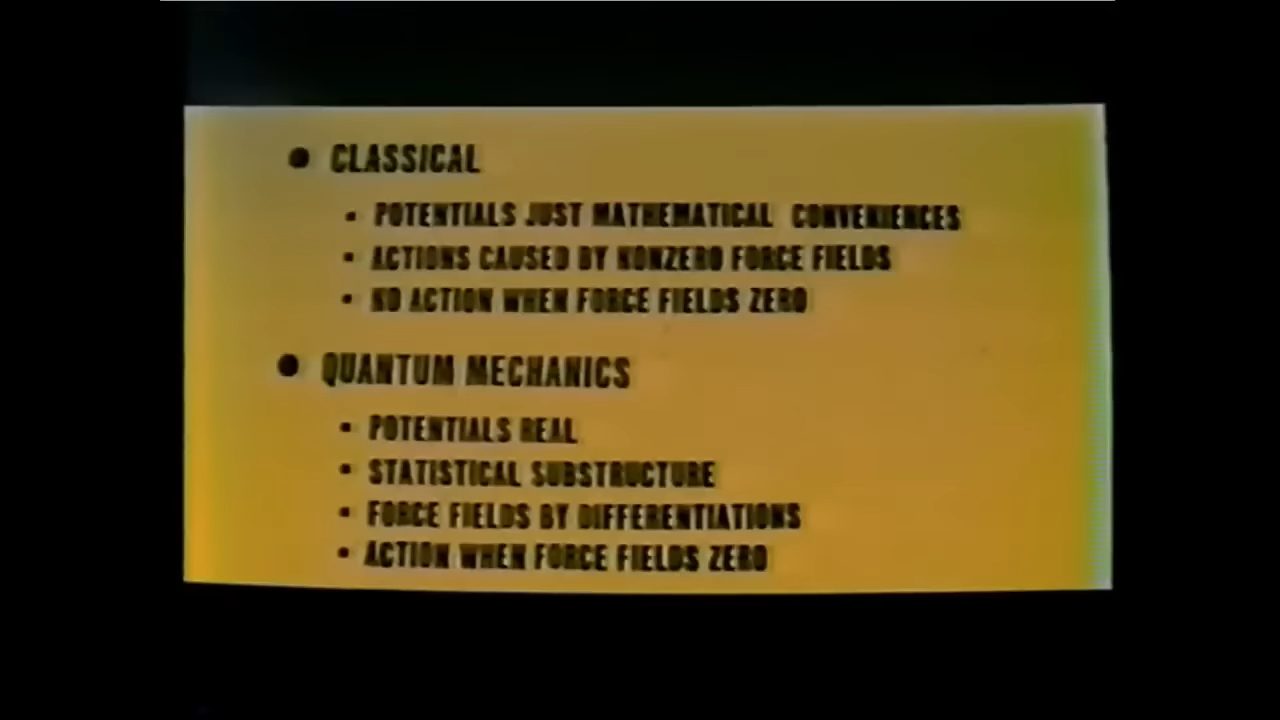 ● CLASSICAL
• POTENTIALS JUST MATHEMATICAL CONVENIENCES
• ACTIONS CAUSED BY NONZERO FORCE FIELDS
• NO ACTION WHEN FORCE FIELDS ZERO
● QUANTUM MECHANICS
• POTENTIALS REAL
• STATISTICAL SUBSTRUCTURE
• FORCE FIELDS BY DIFFERENTIATIONS
• ACTION WHEN FORCE FIELDS ZERO